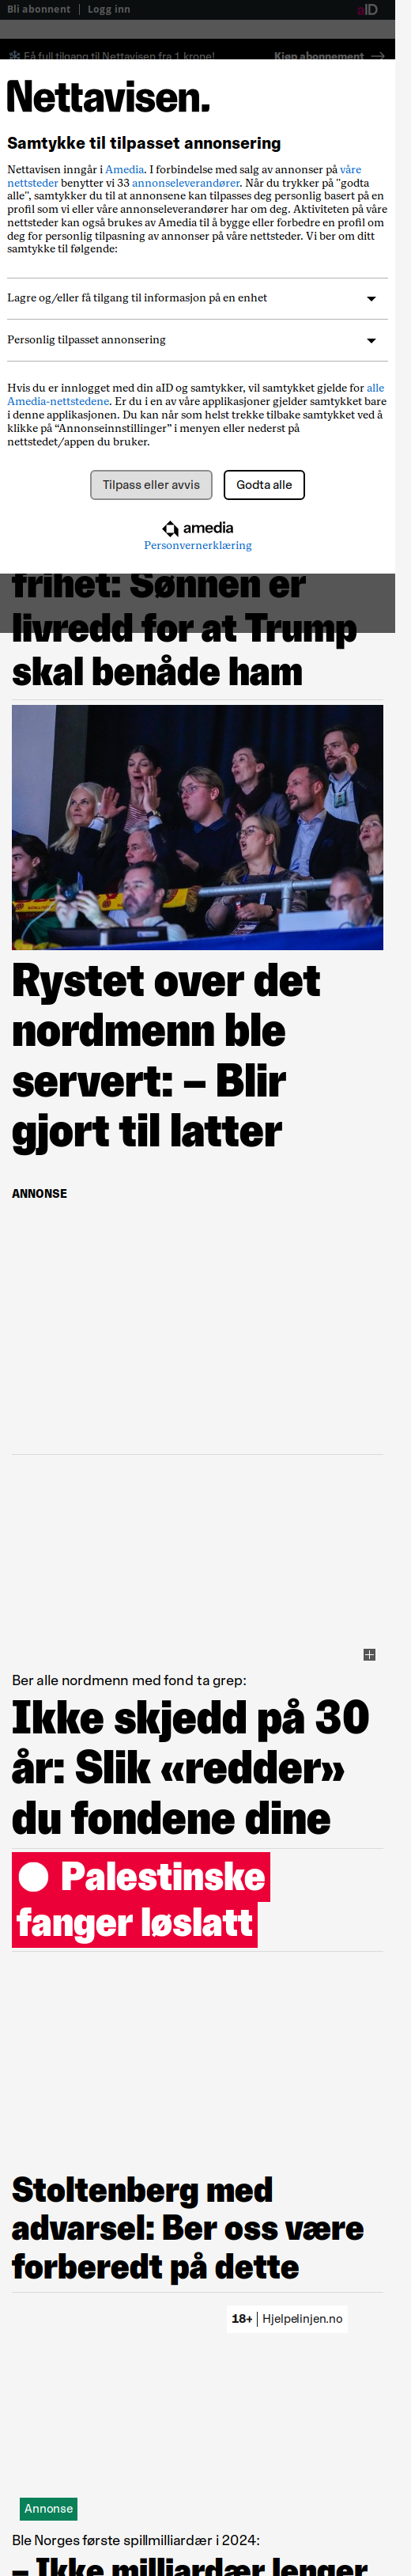 Bli abonnent | Logg inn aID
❄ Få full tilgang til Nettavisen fra 1 krone! Kjøp abonnement →
Nettavisen.
Samtykke til tilpasset annonsering
Nettavisen inngår i Amedia. I forbindelse med salg av annonser på våre
nettsteder benytter vi 33 annonseleverandører. Når du trykker på "godta
alle", samtykker du til at annonsene kan tilpasses deg personlig basert på en
profil som vi eller våre annonseleverandører har om deg. Aktiviteten på våre
nettsteder kan også brukes av Amedia til å bygge eller forbedre en profil om
deg for personlig tilpasning av annonser på våre nettsteder. Vi ber om ditt
samtykke til følgende:
Lagre og/eller få tilgang til informasjon på en enhet
Personlig tilpasset annonsering
Hvis du er innlogget med din aID og samtykker, vil samtykket gjelde for alle
Amedia-nettstedene. Er du i en av våre applikasjoner gjelder samtykket bare
i denne applikasjonen. Du kan når som helst trekke tilbake samtykket ved å
klikke på “Annonseinnstillinger” i menyen eller nederst på
nettstedet/appen du bruker.
Tilpass eller avvis Godta alle
amedia
Personvernerklæring
frihet: Sønnen er
livredd for at Trump
skal benåde ham
Rystet over det
nordmenn ble
servert: – Blir
gjort til latter
ANNONSE
Ber alle nordmenn med fond ta grep:
Ikke skjedd på 30
år: Slik «redder»
du fondene dine
Palestinske
fanger løslatt
Stoltenberg med
advarsel: Ber oss være
forberedt på dette
18+ | Hjelpelinjen.no
Annonse
Ble Norges første spillmilliardær i 2024:
– Ikke milliardær lenger